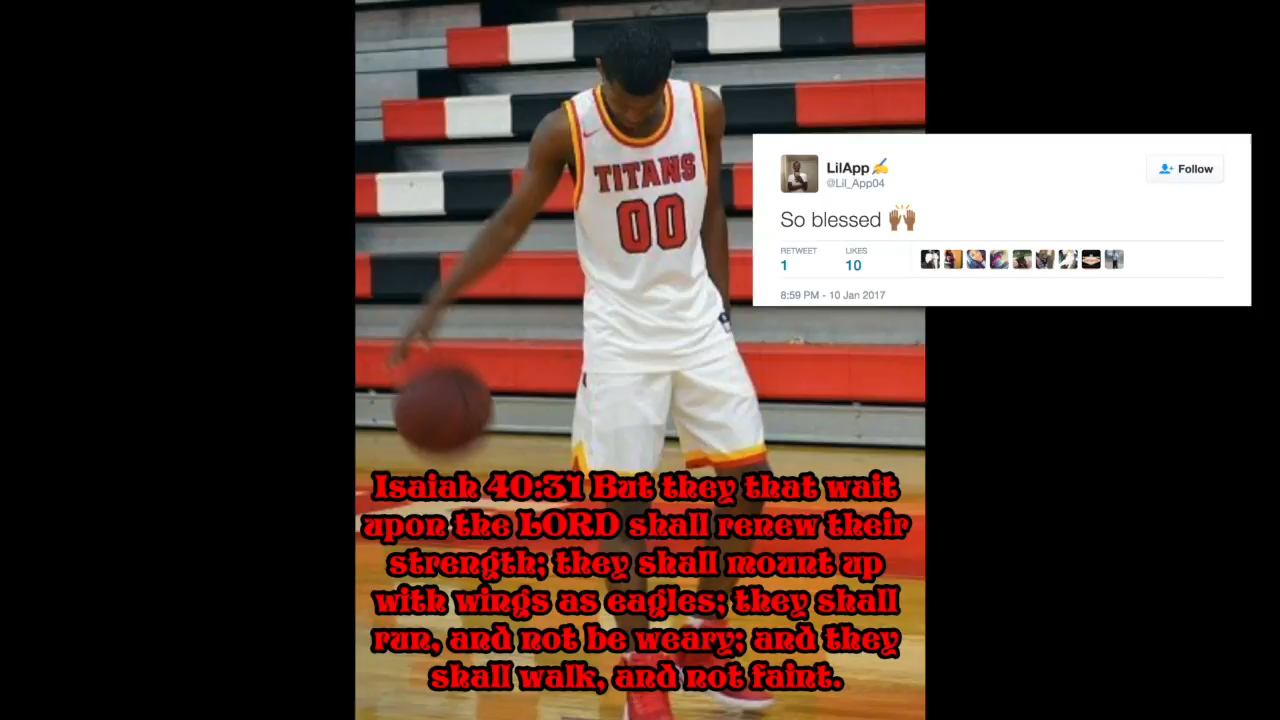 TITANS
00
LilApp
@Lil_App04
Follow
So blessed
RETWEET
LIKES
1
10
8:59 PM - 10 Jan 2017
Isaiah 40:31 But they that wait
upon the LORD shall renew their
strength; they shall mount up
with wings as eagles; they shall
run, and not be weary; and they
shall walk, and not faint.